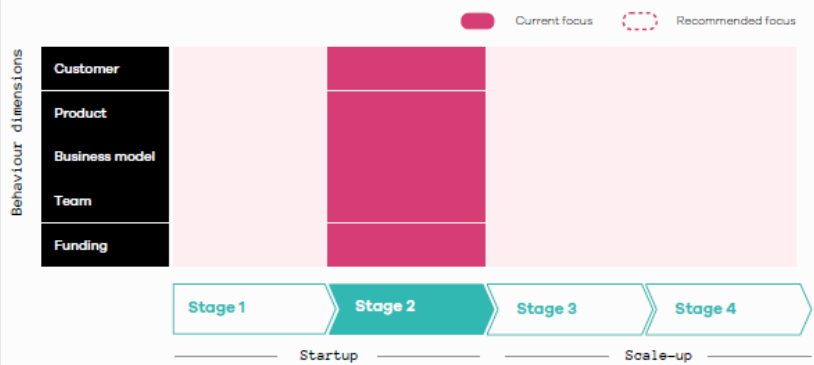 Current focus
Recommended focus
Behaviour dimensions
Customer
Product
Business model
Team
Funding
Stage 1
Stage 2
Stage 3
Stage 4
Startup
Scale-up